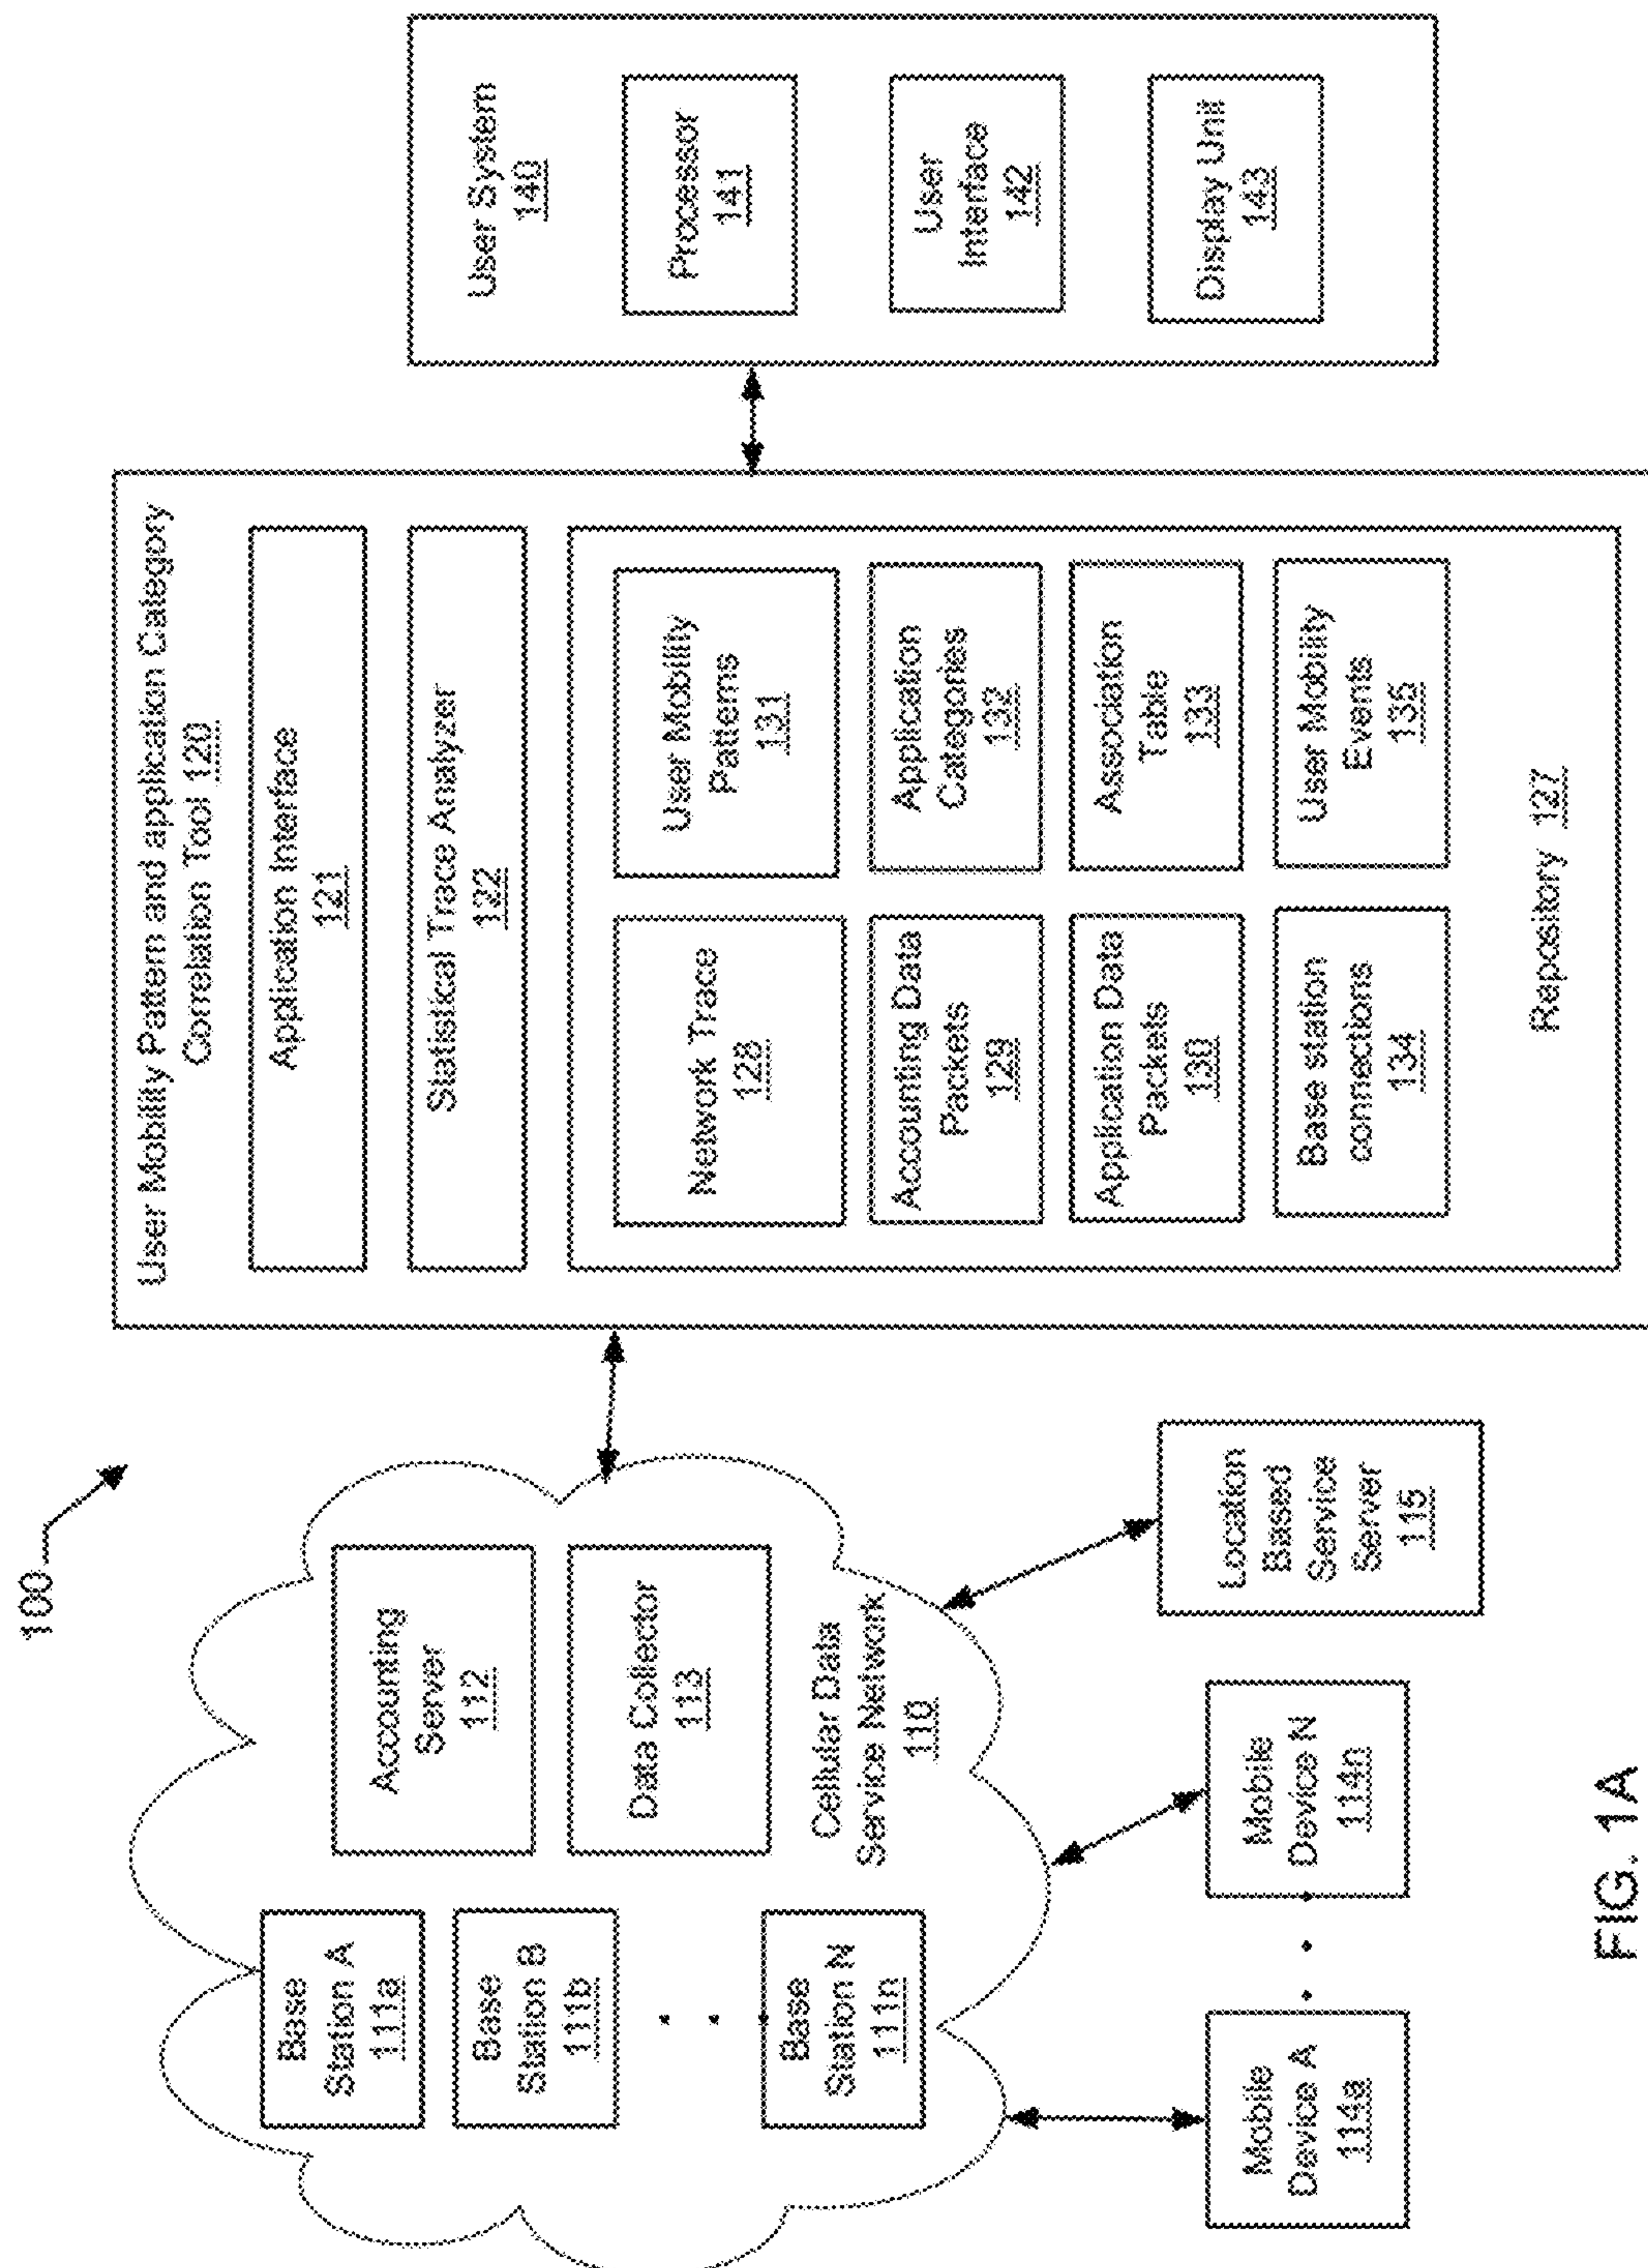 100
Base
Station A
111a
Base
Station B
111b
Base
Station N
111n
Accounting
Server
112
Data Collector
113
Cellular Data
Service Network
110
Mobile
Device A
114a
Mobile
Device N
114n
Location
Based
Service
Server
115
User Mobility Pattern and application Category
Correlation Tool 120
Application Interface
121
Statistical Trace Analyzer
122
Network Trace
128
User Mobility
Patterns
131
Accounting Data
Packets
129
Application
Categories
132
Application Data
Packets
130
Association
Table
133
Base station
connections
134
User Mobility
Events
135
Repository 127
User System
140
Processor
141
User
Interface
142
Display Unit
143
FIG. 1A